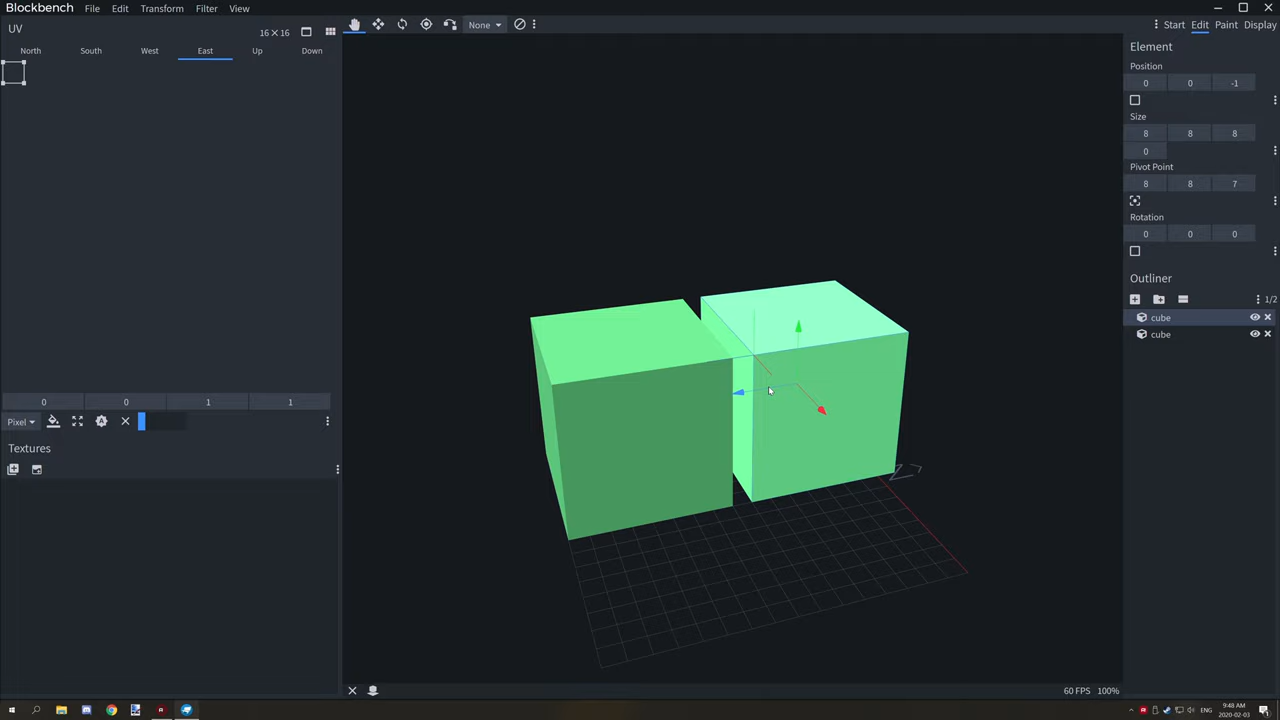 Blockbench File Edit Transform Filter View
UV
16 × 16
North South West East Up Down
0 0 1 1
Pixel
Textures
None
Start Edit Paint Display
Element
Position
0 0 -1
Size
8 8 8
0
Pivot Point
8 8 7
Rotation
0 0 0
Outliner
1/2
cube
cube
60 FPS 100%
ENG
9:48 AM
2020-02-03